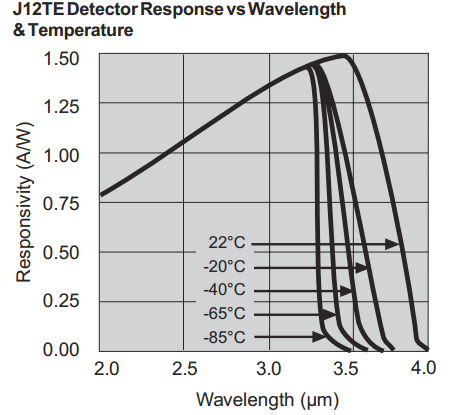 J12TE Detector Response vs Wavelength
& Temperature
Responsivity (A/W)
1.50
1.25
1.00
0.75
0.50
0.25
0.00
22°C
-20°C
-40°C
-65°C
-85°C
2.0 2.5 3.0 3.5 4.0
Wavelength (µm)